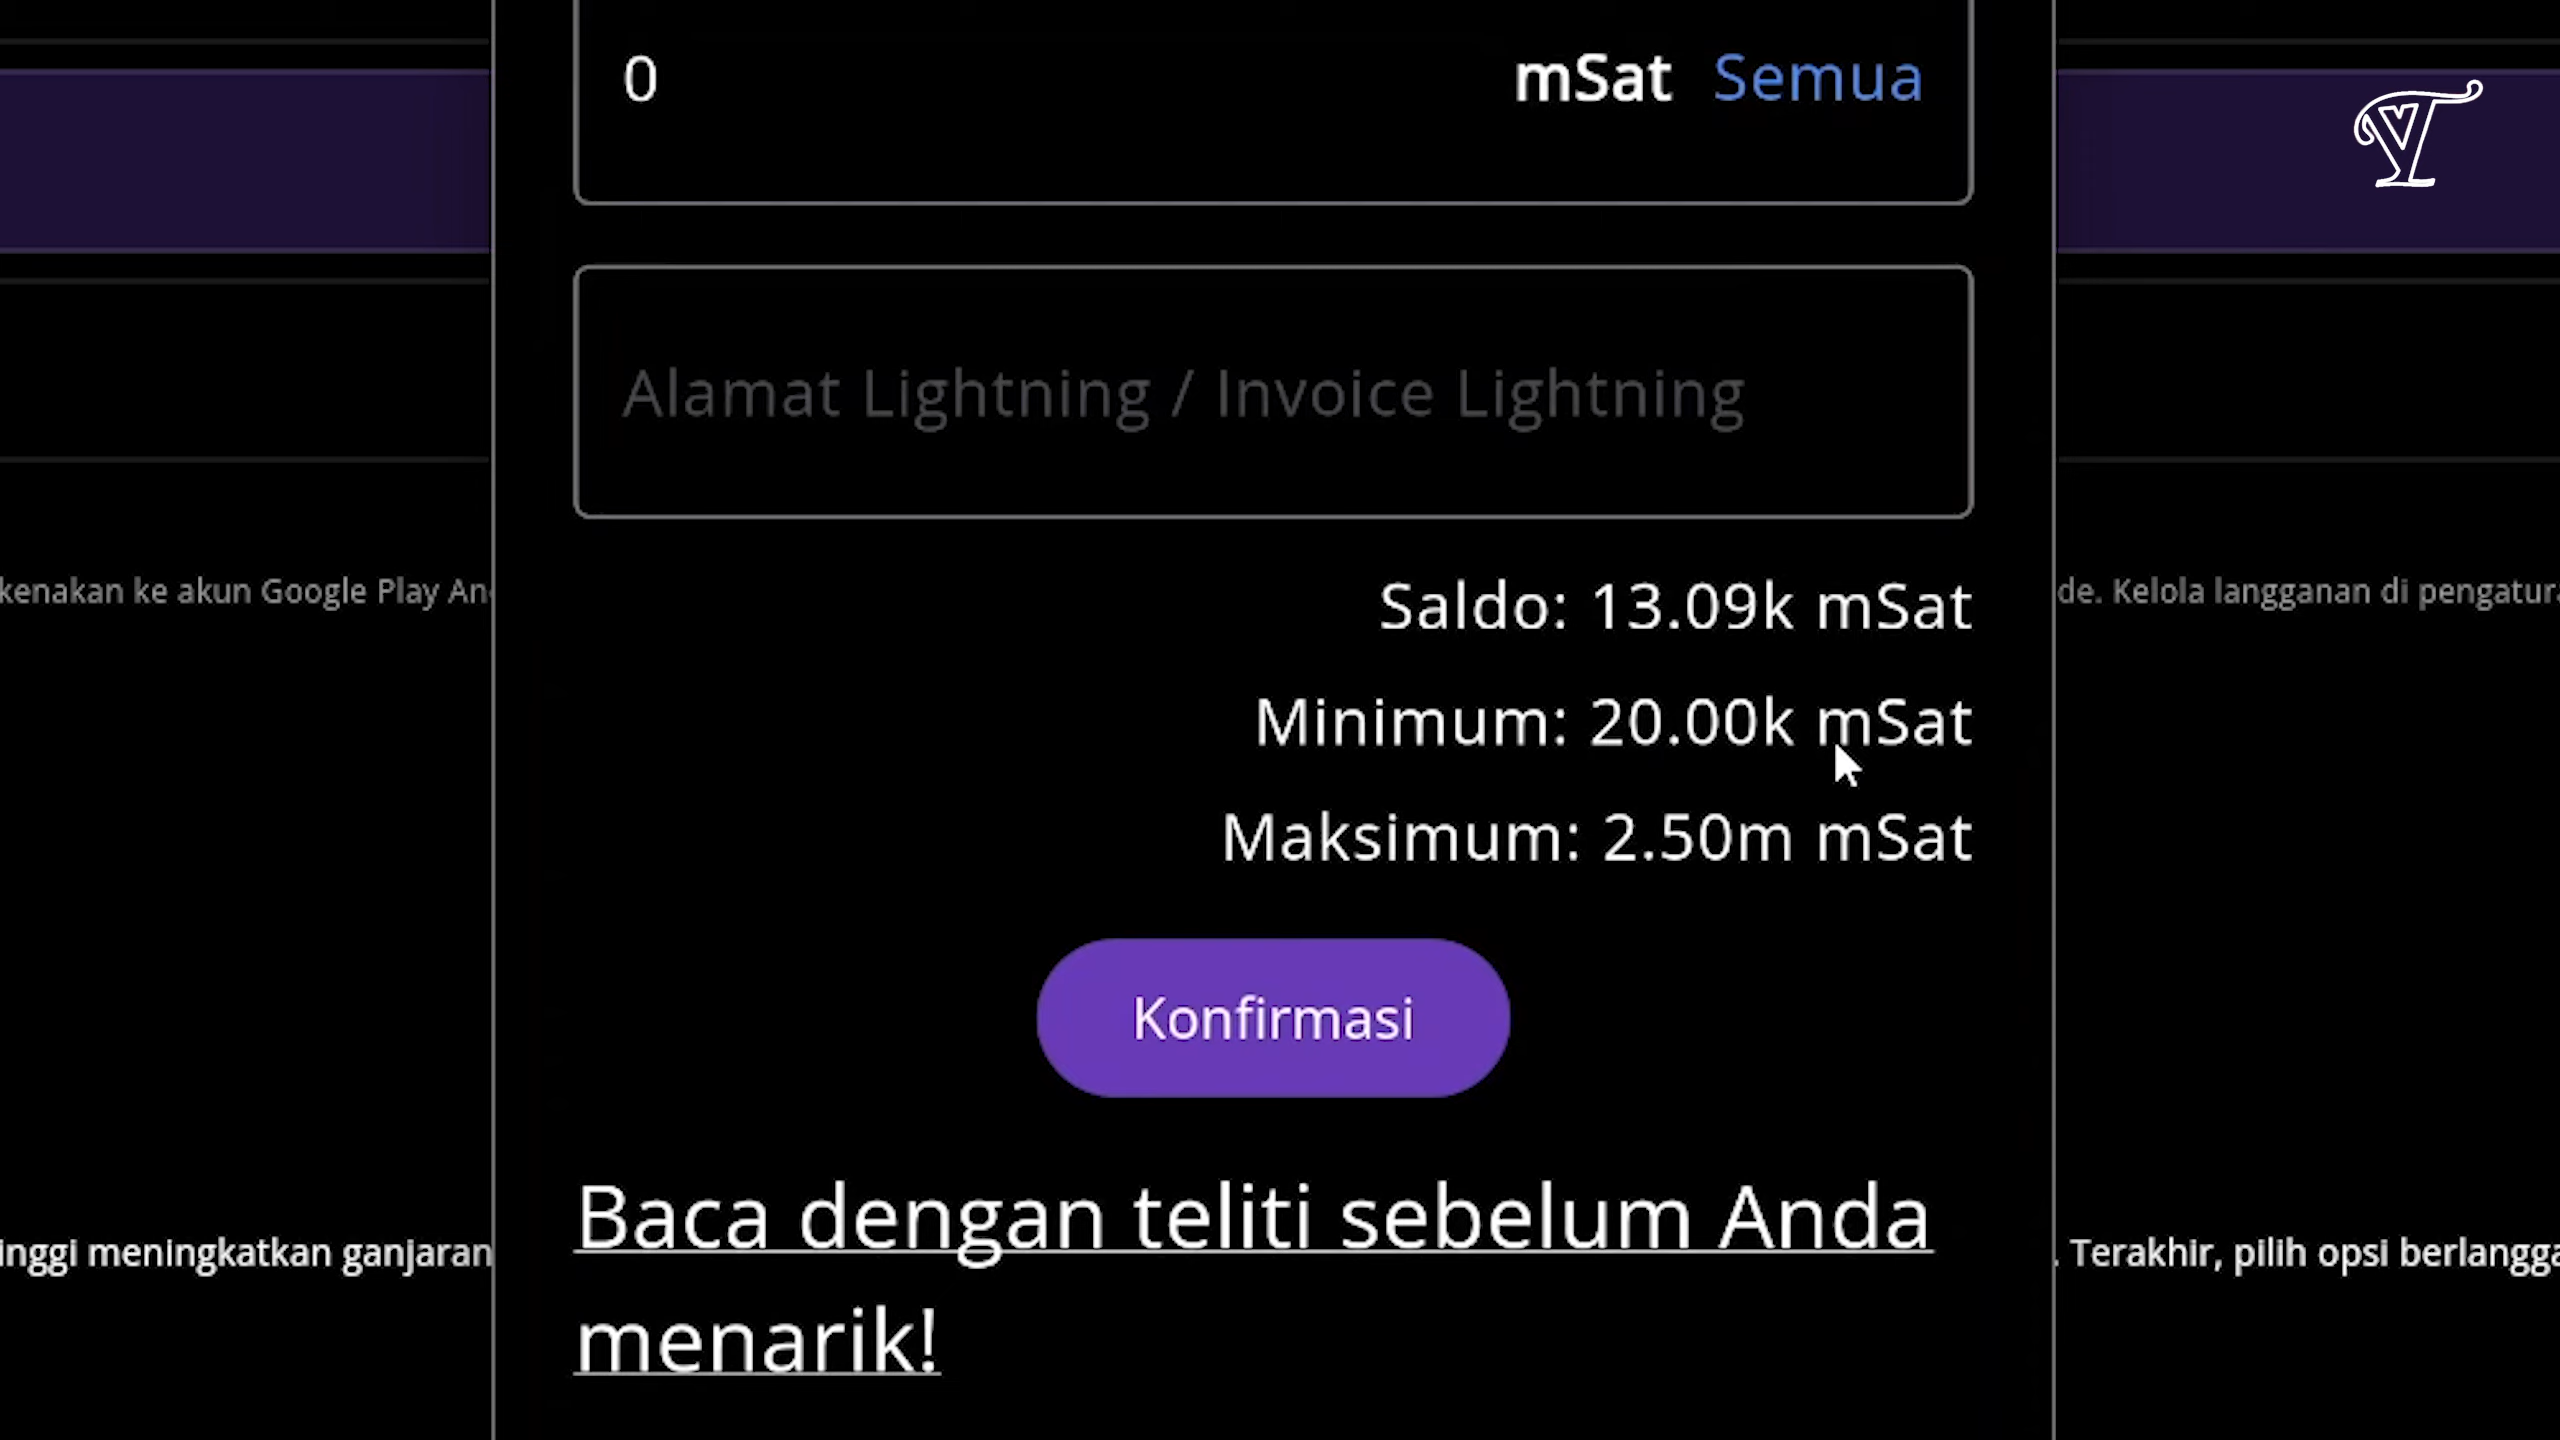 0 mSat Semua
Alamat Lightning / Invoice Lightning
kenakan ke akun Google Play
de. Kelola langganan di
Saldo: 13.09k mSat
Minimum: 20.00k mSat
Maksimum: 2.50m mSat
Konfirmasi
Baca dengan teliti sebelum Anda
inggi meningkatkan ganjaran
. Terakhir, pilih opsi
menarik!